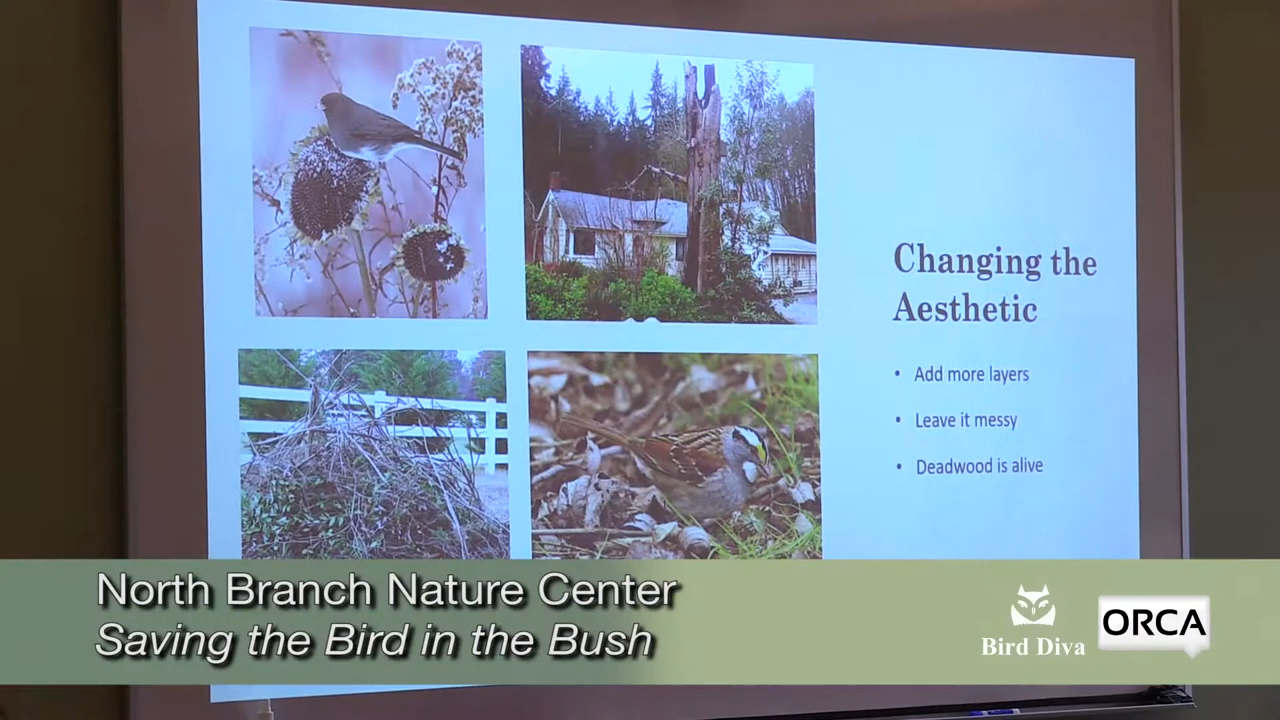 Changing the
Aesthetic
• Add more layers
• Leave it messy
• Deadwood is alive
North Branch Nature Center
Saving the Bird in the Bush
Bird Diva
ORCA